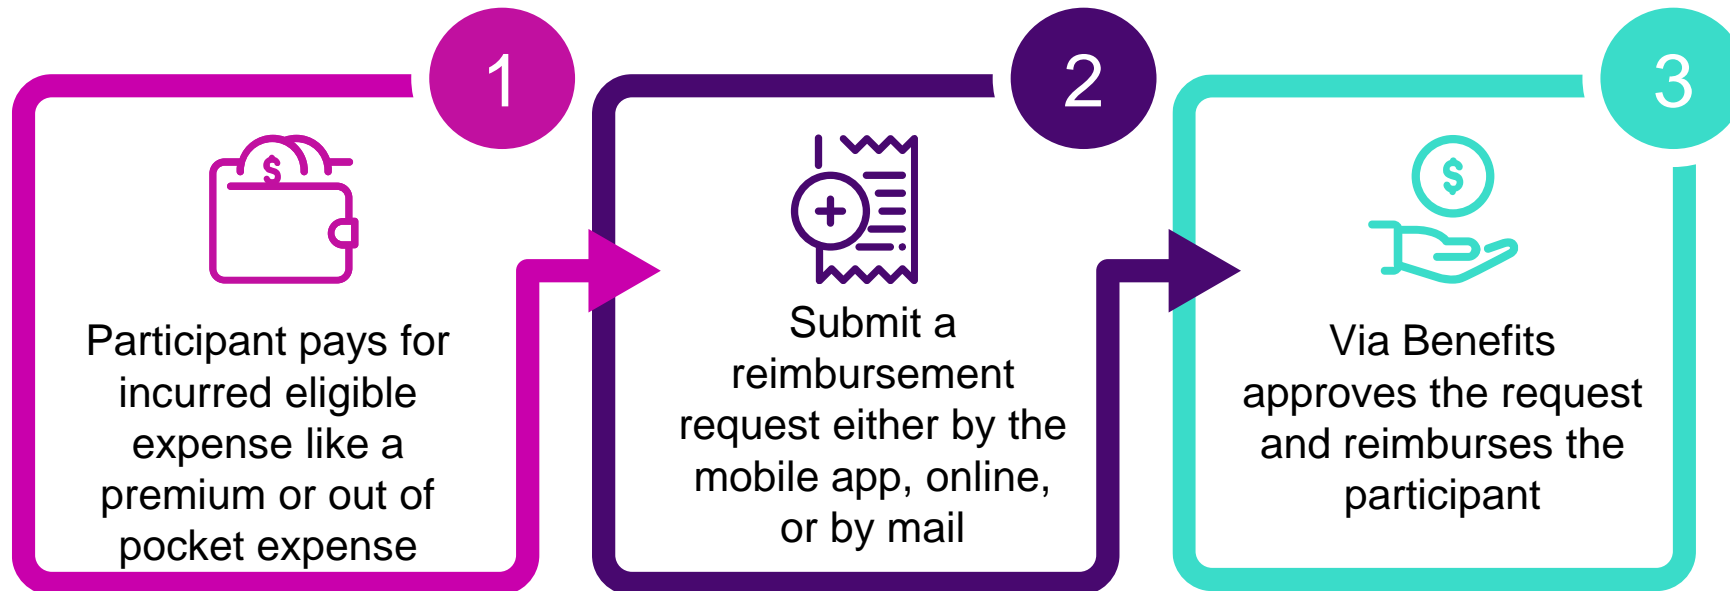 1
$
Participant pays for
incurred eligible
expense like a
premium or out of
pocket expense
2
Submit a
reimbursement
request either by the
mobile app, online,
or by mail
3
$
Via Benefits
approves the request
and reimburses the
participant